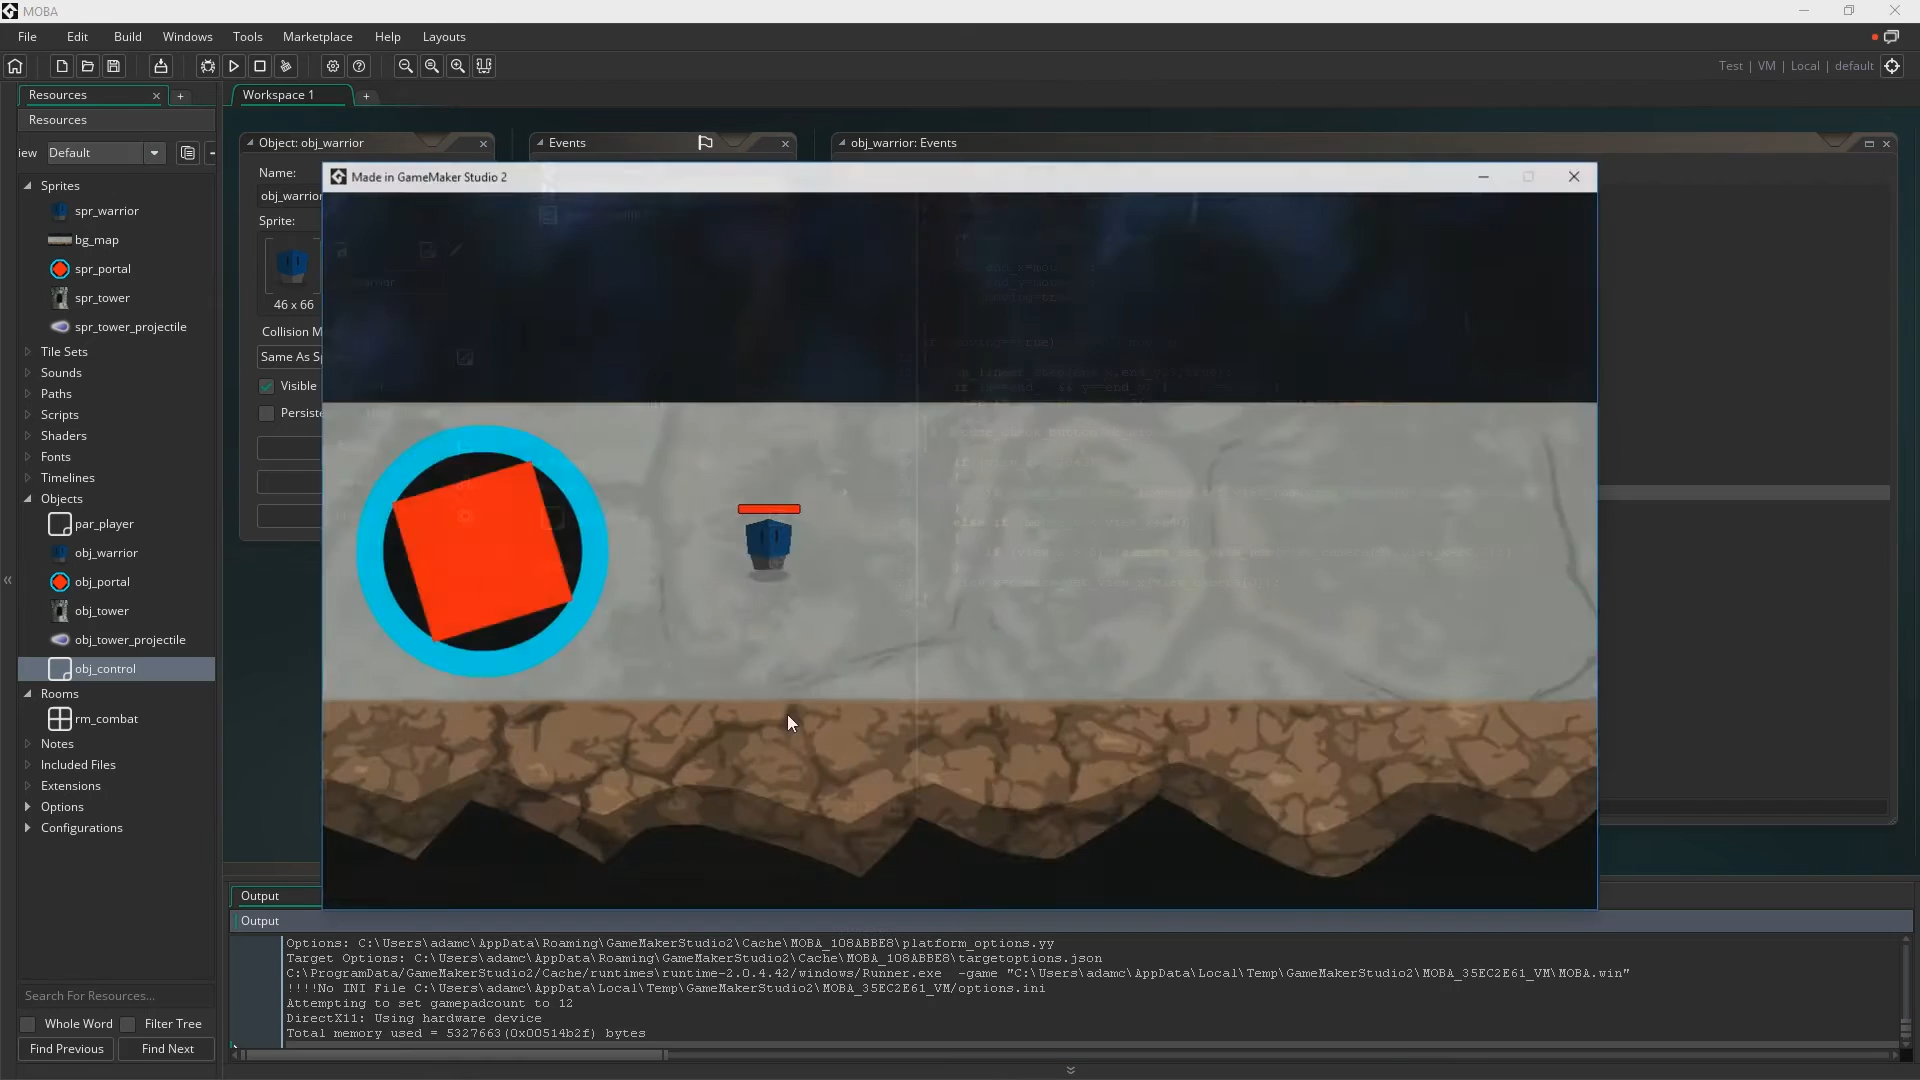 MOBA
File Edit Build Windows Tools Marketplace Help Layouts
Test | VM | Local | default
Resources
Workspace 1
Resources
iew Default
Object: obj_warrior
Events
obj_warrior: Events
Name:
obj_warrior
Sprite:
46 x 66
Collision M
Same As Sp
Visible
Persiste
Made in GameMaker Studio 2
Sprites
spr_warrior
bg_map
spr_portal
spr_tower
spr_tower_projectile
Tile Sets
Sounds
Paths
Scripts
Shaders
Fonts
Timelines
Objects
par_player
obj_warrior
obj_portal
obj_tower
obj_tower_projectile
obj_control
Rooms
rm_combat
Notes
Included Files
Extensions
Options
Configurations
Search For Resources...
Whole Word Filter Tree
Find Previous Find Next
Output
Output
Options: C:\Users\adamc\AppData\Roaming\GameMakerStudio2\Cache\MOBA_108ABBE8\platform_options.yy
Target Options: C:\Users\adamc\AppData\Roaming\GameMakerStudio2\Cache\MOBA_108ABBE8\targetoptions.json
C:\ProgramData/GameMakerStudio2/Cache/runtimes\runtime-2.0.4.42/windows/Runner.exe -game "C:\Users\adamc\AppData\Local\Temp\GameMakerStudio2\MOBA_35EC2E61_VM\MOBA.win"
!!!!No INI File C:\Users\adamc\AppData\Local\Temp\GameMakerStudio2\MOBA_35EC2E61_VM/options.ini
Attempting to set gamepadcount to 12
DirectX11: Using hardware device
Total memory used = 5327663(0x00514b2f) bytes